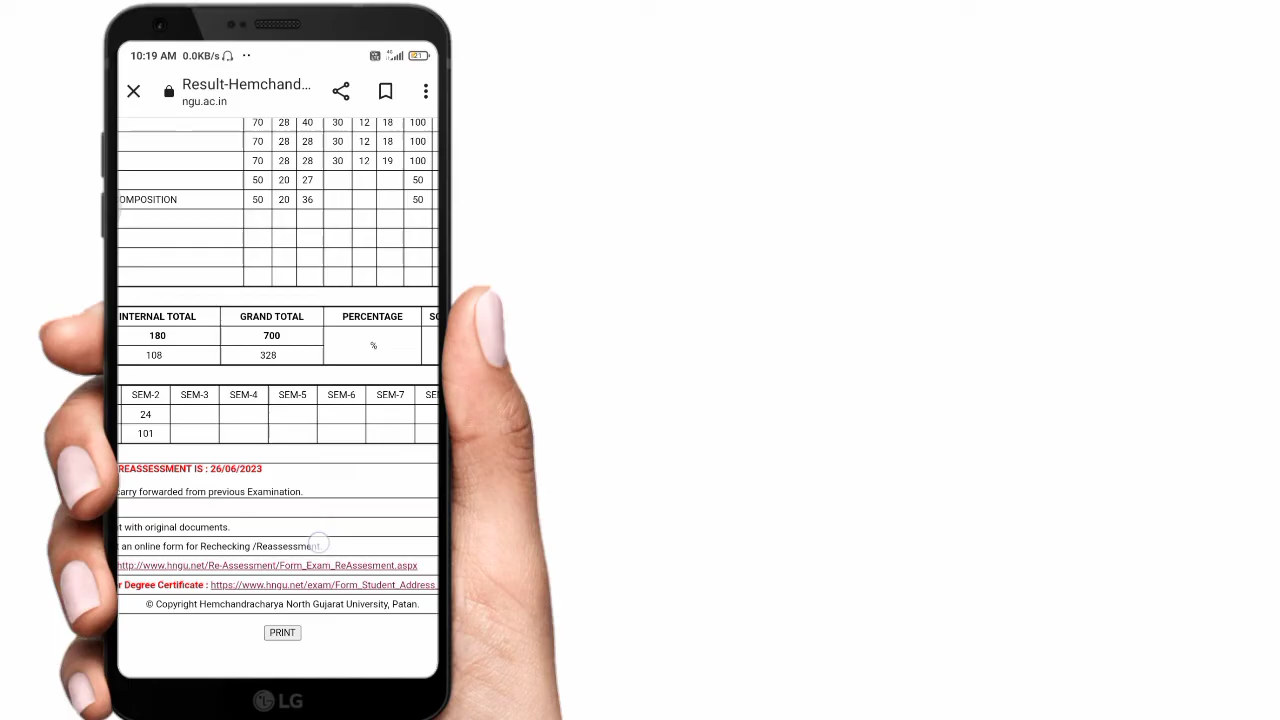 10:19 AM 0.0KB/s ·· 4G 21
Result-Hemchand...
ngu.ac.in
70 28 40 30 12 18 100
70 28 28 30 12 18 100
70 28 28 30 12 19 100
50 20 27 50
OMPOSITION 50 20 36 50
INTERNAL TOTAL GRAND TOTAL PERCENTAGE
180 700
%
108 328
SEM-2 SEM-3 SEM-4 SEM-5 SEM-6 SEM-7
24
101
REASSESSMENT IS : 26/06/2023
carry forwarded from previous Examination.
with original documents.
an online form for Rechecking /Reassessment.
http://www.hngu.net/Re-Assessment/Form_Exam_ReAssesment.aspx
r Degree Certificate : https://www.hngu.net/exam/Form_Student_Address.
© Copyright Hemchandracharya North Gujarat University, Patan.
PRINT
LG